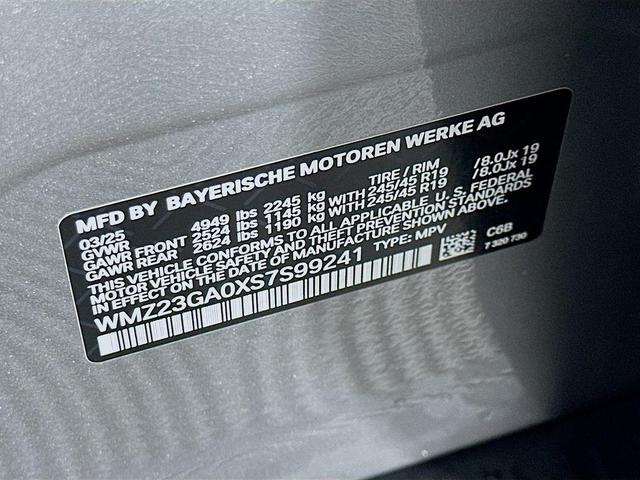 MFD BY BAYERISCHE MOTOREN WERKE AG
03/25 TIRE / RIM
GVWR 4949 lbs 2245 kg
GAWR FRONT 2524 lbs 1145 kg WITH 245/45 R19 /8.0Jx 19
GAWR REAR 2624 lbs 1190 kg WITH 245/45 R19 /8.0Jx 19
THIS VEHICLE CONFORMS TO ALL APPLICABLE U. S. FEDERAL
MOTOR VEHICLE SAFETY AND THEFT PREVENTION STANDARDS
IN EFFECT ON THE DATE OF MANUFACTURE SHOWN ABOVE.
WMZ23GA0XS7S99241 TYPE: MPV C6B
7 320 730